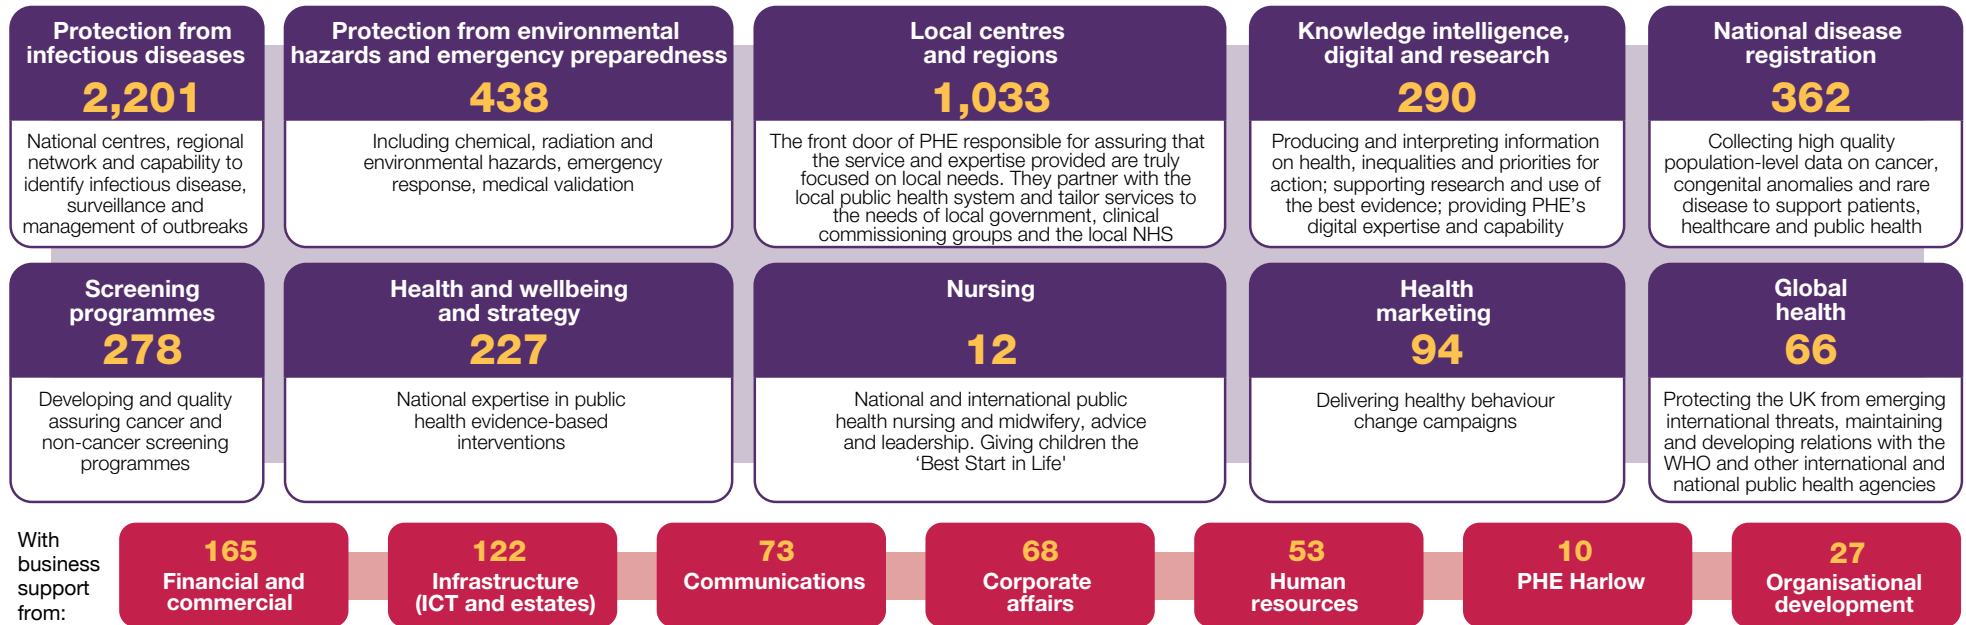 Protection from
infectious diseases
2,201
National centres, regional
network and capability to
identify infectious disease,
surveillance and
management of outbreaks
Protection from environmental
hazards and emergency preparedness
438
Including chemical, radiation and
environmental hazards, emergency
response, medical validation
Local centres
and regions
1,033
The front door of PHE responsible for assuring that
the service and expertise provided are truly
focused on local needs. They partner with the
local public health system and tailor services to
the needs of local government, clinical
commissioning groups and the local NHS
Knowledge intelligence,
digital and research
290
Producing and interpreting information
on health, inequalities and priorities for
action; supporting research and use of
the best evidence; providing PHE's
digital expertise and capability
National disease
registration
362
Collecting high quality
population-level data on cancer,
congenital anomalies and rare
disease to support patients,
healthcare and public health
Screening
programmes
278
Developing and quality
assuring cancer and
non-cancer screening
programmes
Health and wellbeing
and strategy
227
National expertise in public
health evidence-based
interventions
Nursing
12
National and international public
health nursing and midwifery, advice
and leadership. Giving children the
‘Best Start in Life'
Health
marketing
94
Delivering healthy behaviour
change campaigns
Global
health
66
Protecting the UK from emerging
international threats, maintaining
and developing relations with the
WHO and other international and
national public health agencies
With
business
support
from:
165
Financial and
commercial
122
Infrastructure
(ICT and estates)
73
Communications
68
Corporate
affairs
53
Human
resources
10
PHE Harlow
27
Organisational
development